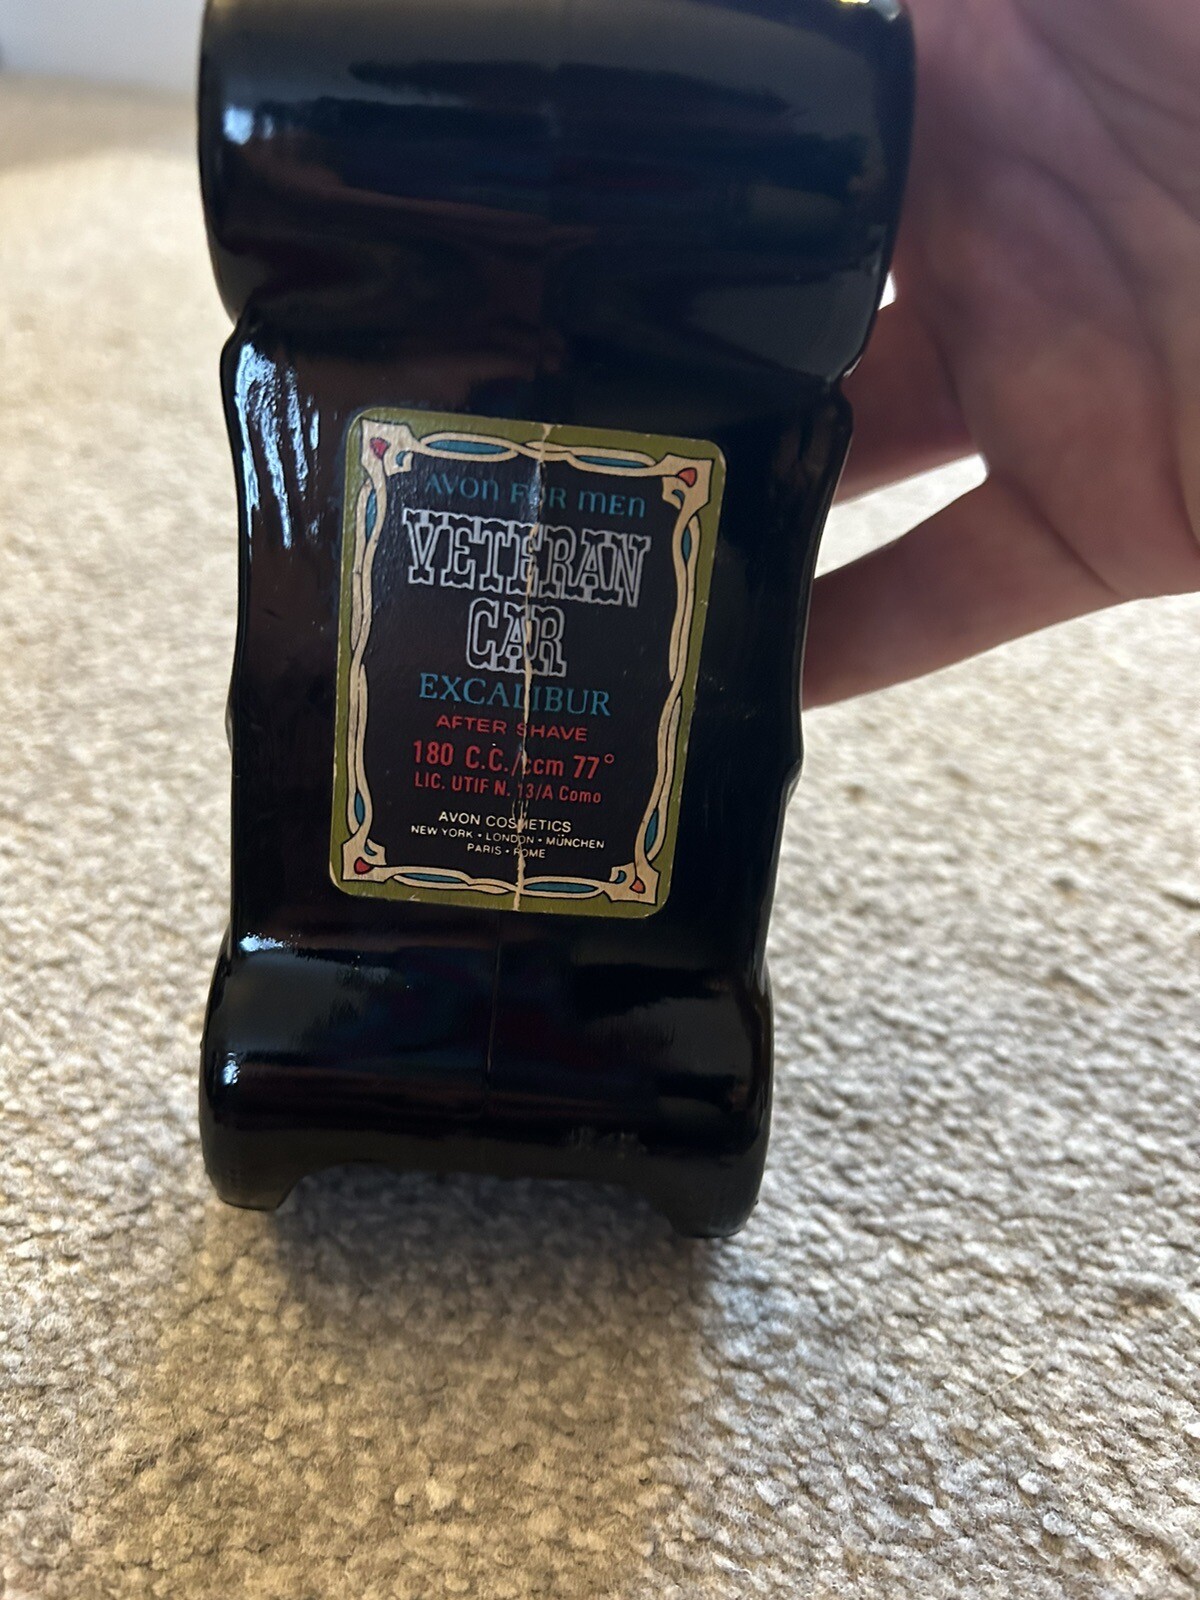 AVON FOR MEN
VETERAN
CAR
EXCALIBUR
AFTER SHAVE
180 C.C./ccm 77°
LIC. UTIF N. 13/A Como
AVON COSMETICS
NEW YORK • LONDON • MÜNCHEN
PARIS • ROME